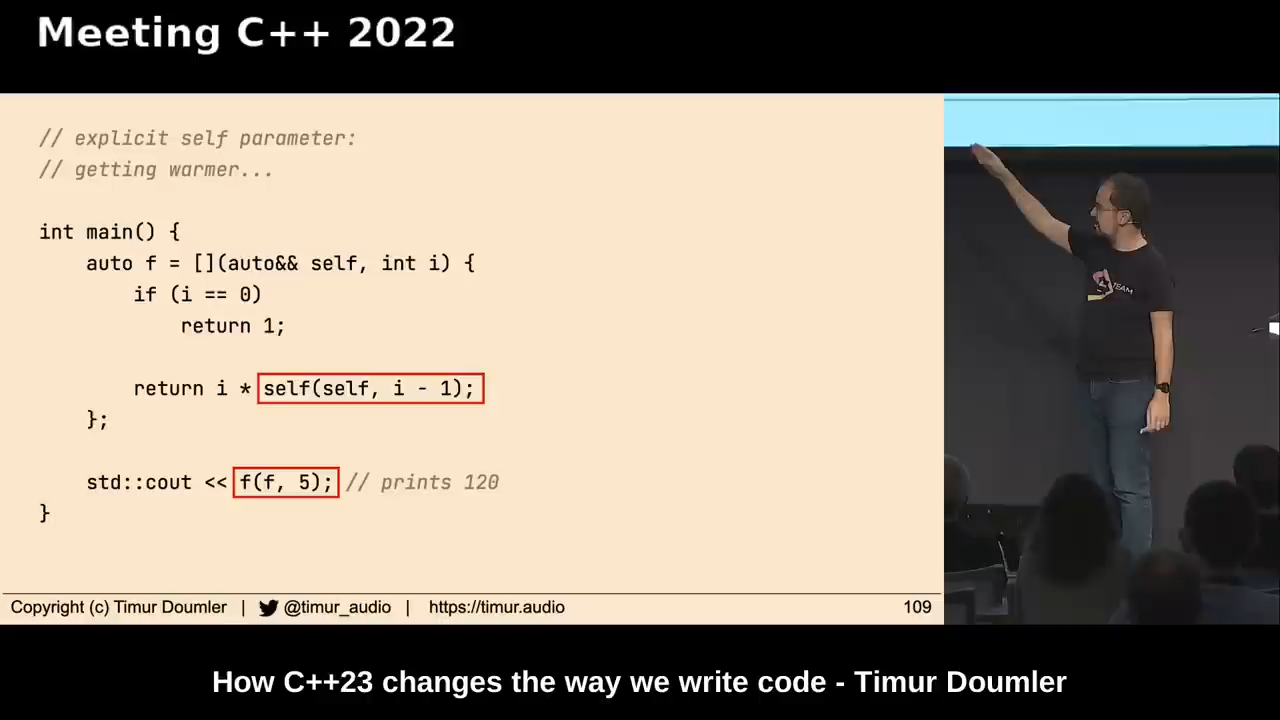 Meeting C++ 2022
// explicit self parameter:
// getting warmer...
int main() {
    auto f = [](auto&& self, int i) {
        if (i == 0)
            return 1;
        return i * self(self, i - 1);
    };
    std::cout << f(f, 5); // prints 120
}
TEAM
Copyright (c) Timur Doumler | @timur_audio | https://timur.audio 109
How C++23 changes the way we write code - Timur Doumler